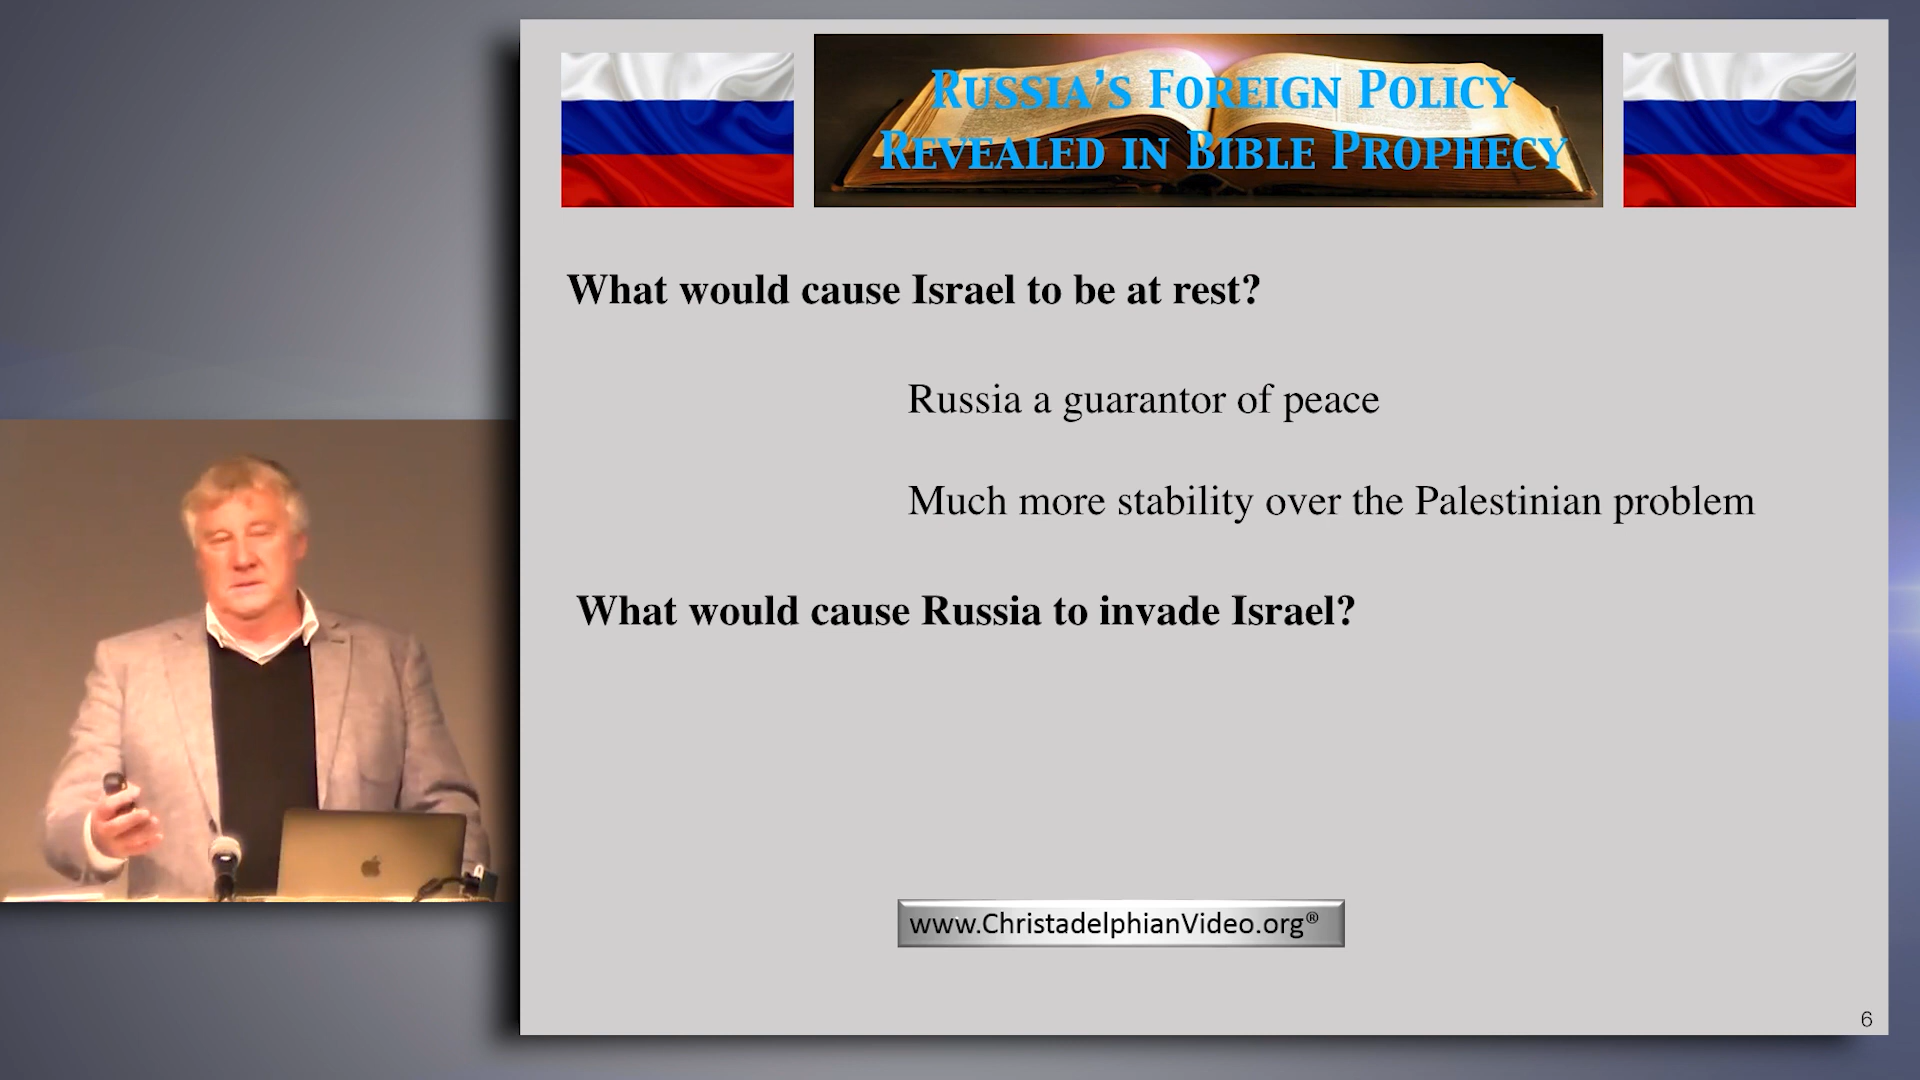 Russia's Foreign Policy
Revealed in Bible Prophecy
What would cause Israel to be at rest?
Russia a guarantor of peace
Much more stability over the Palestinian problem
What would cause Russia to invade Israel?
www.ChristadelphianVideo.org®
6